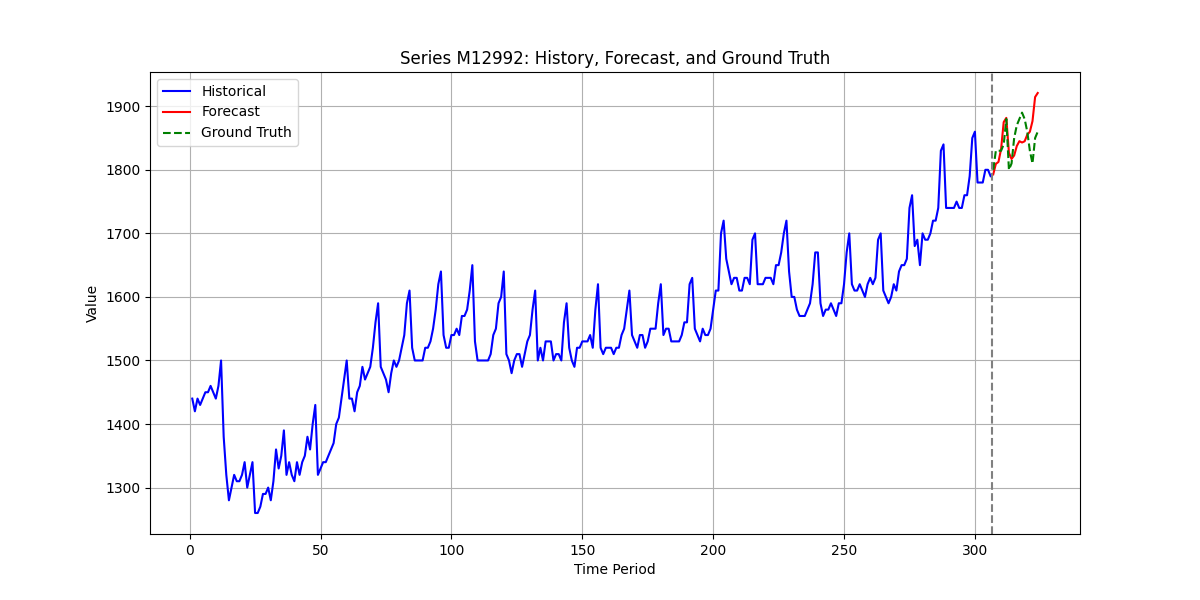 Series M12992: History, Forecast, and Ground Truth
Historical
Forecast
Ground Truth
1900
1800
1700
1600
1500
1400
1300
Value
0 50 100 150 200 250 300
Time Period